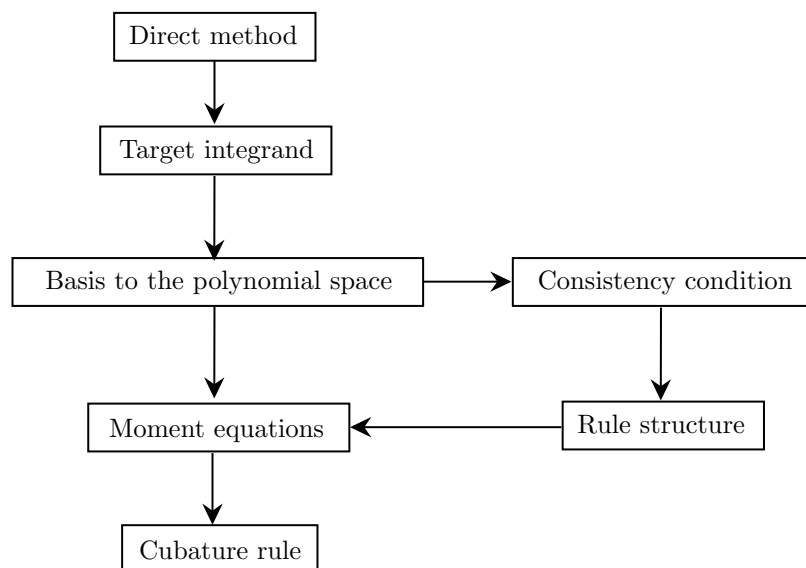 Direct method
Target integrand
Basis to the polynomial space
Consistency condition
Moment equations
Rule structure
Cubature rule